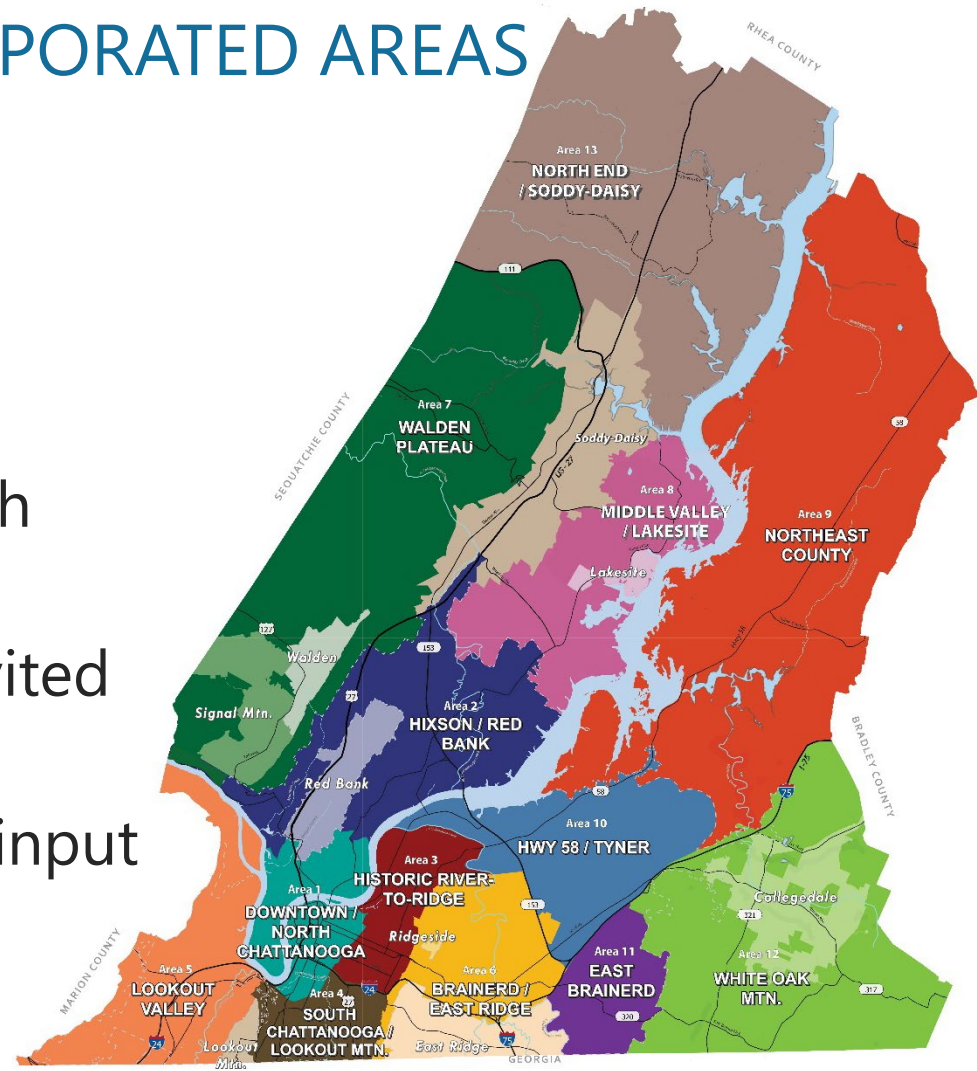 PORATED AREAS
h
vited
input
RHEA COUNTY
Area 13
NORTH END
/ SODDY-DAISY
111
SEQUATCHIE COUNTY
Area 7
WALDEN
PLATEAU
Soddy-Daisy
US - 27
58
Area 8
MIDDLE VALLEY
/ LAKESITE
Area 9
NORTHEAST
COUNTY
Lakesite
Hwy 58
127
Walden
153
27
Signal Mtn.
Area 2
HIXSON / RED
BANK
Red Bank
BRADLEY COUNTY
I-75
75
58
Area 10
HWY 58 / TYNER
Area 3
HISTORIC RIVER-
TO-RIDGE
Area 1
DOWNTOWN /
NORTH
CHATTANOOGA
Ridgeside
153
Collegedale
321
MARION COUNTY
Area 5
LOOKOUT
VALLEY
24
Area 4
SOUTH
CHATTANOOGA /
LOOKOUT MTN.
24
Area 6
BRAINERD /
EAST RIDGE
Area 11
EAST
BRAINERD
Area 12
WHITE OAK
MTN.
317
320
Lookout
Mtn.
East Ridge
75
GEORGIA